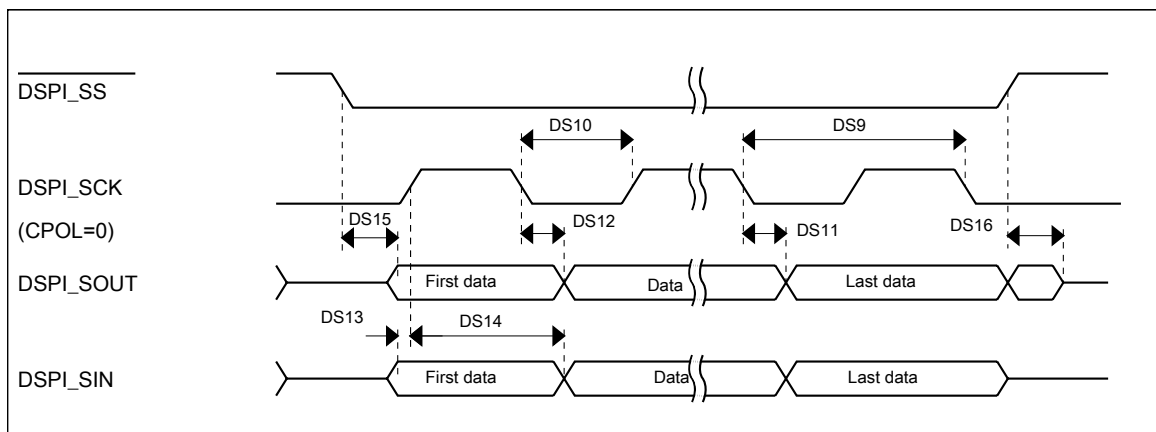 DSPI_SS
DS10
DS9
DSPI_SCK
(CPOL=0)
DS15
DS12
DS11
DS16
DSPI_SOUT
First data
Data
Last data
DS13
DS14
DSPI_SIN
First data
Data
Last data